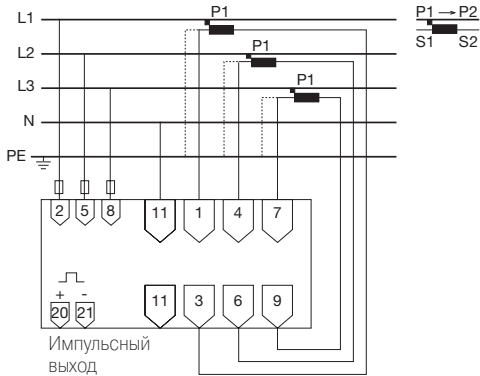 P1
P1 → P2
L1
S1 S2
P1
L2
P1
L3
N
PE
2 5 8 11 1 4 7
+ -
20 21 11 3 6 9
Импульсный
выход